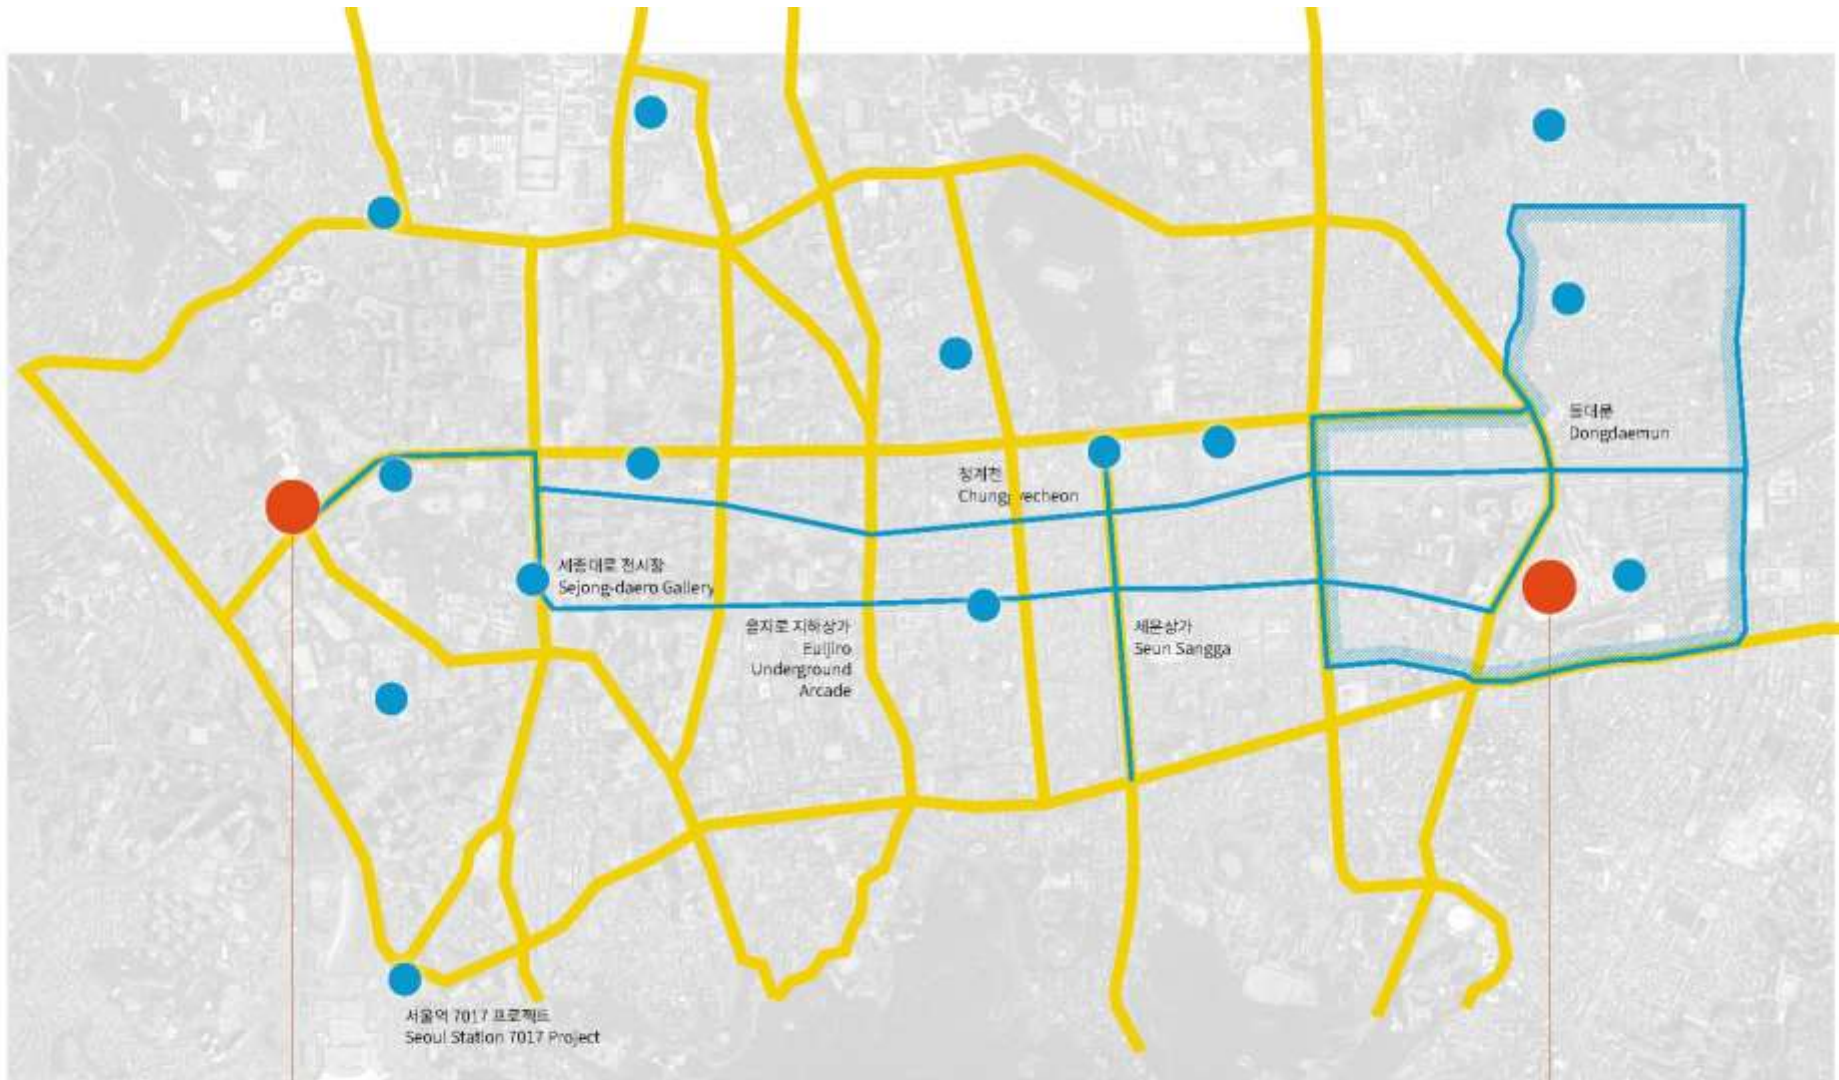 동대문
Dongdaemun
청계천
세종대로 전시장
Sejong-daero Gallery
을지로 지하상가
Euljiro
Underground
Arcade
세운상가
Seun Sangga
서울역 7017 프로젝트
Seoul Station 7017 Project